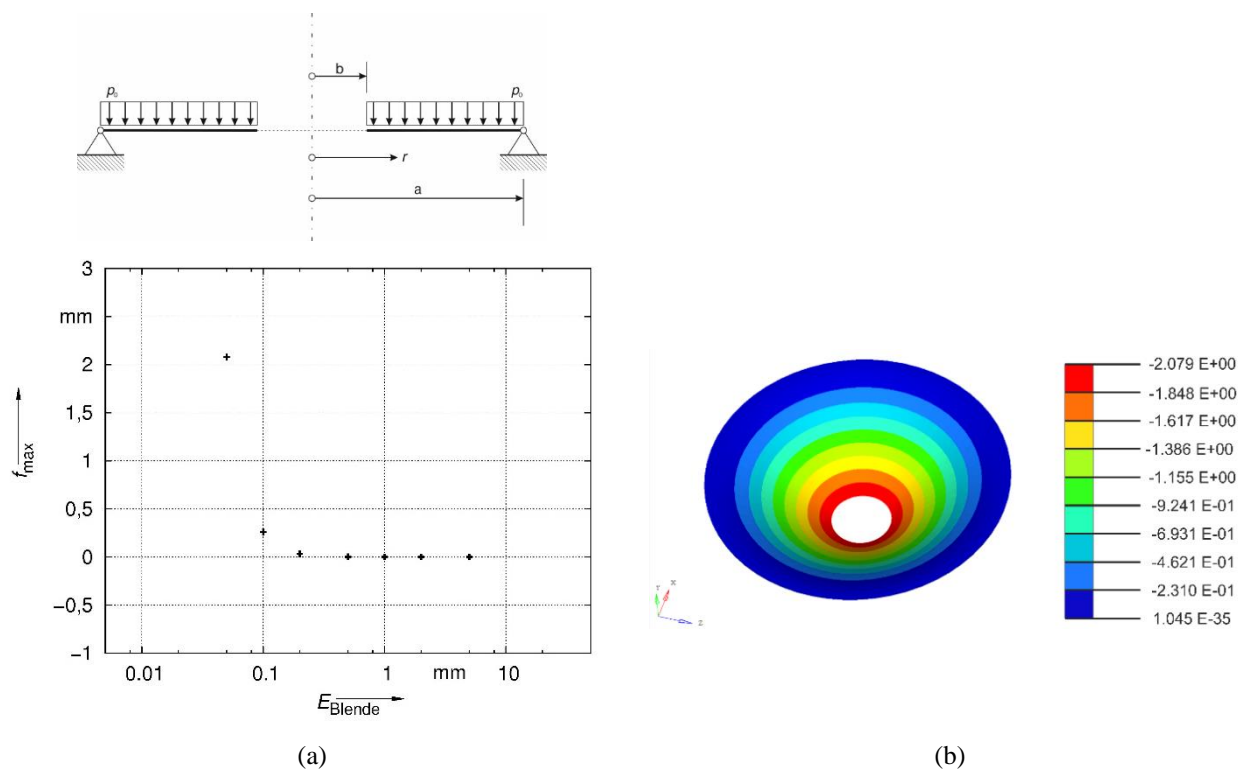 b
p₀
p₀
r
a
3
mm
2
1,5
1
0,5
0
−0,5
−1
f_max
0.01
0.1
1
mm
10
E_Blende
(a)
-2.079 E+00
-1.848 E+00
-1.617 E+00
-1.386 E+00
-1.155 E+00
-9.241 E-01
-6.931 E-01
-4.621 E-01
-2.310 E-01
1.045 E-35
Y
X
Z
(b)